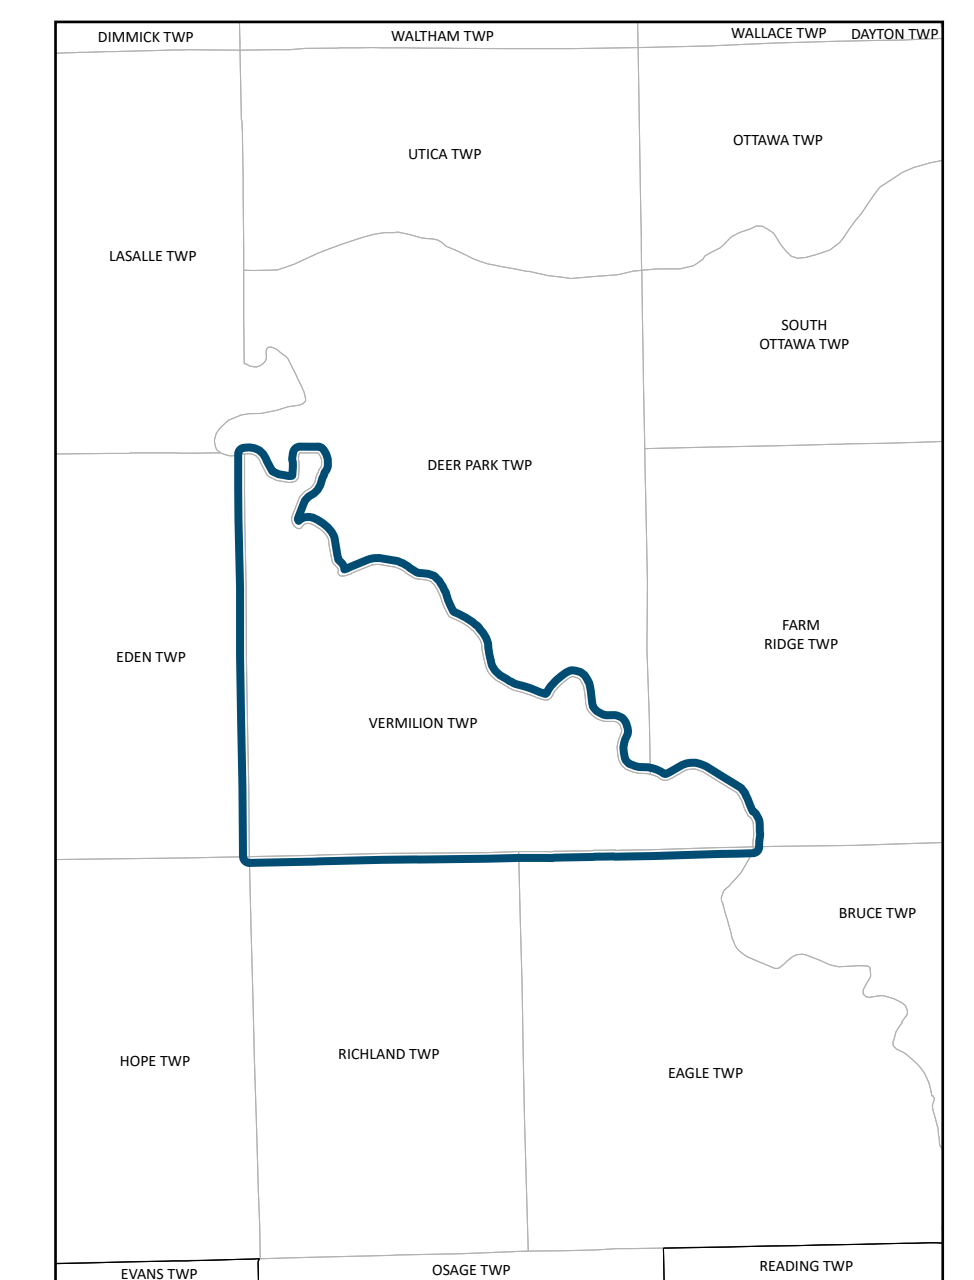 DIMMICK TWP
WALTHAM TWP
WALLACE TWP
DAYTON TWP
UTICA TWP
OTTAWA TWP
LASALLE TWP
SOUTH
OTTAWA TWP
DEER PARK TWP
FARM
RIDGE TWP
EDEN TWP
VERMILION TWP
BRUCE TWP
HOPE TWP
RICHLAND TWP
EAGLE TWP
EVANS TWP
OSAGE TWP
READING TWP